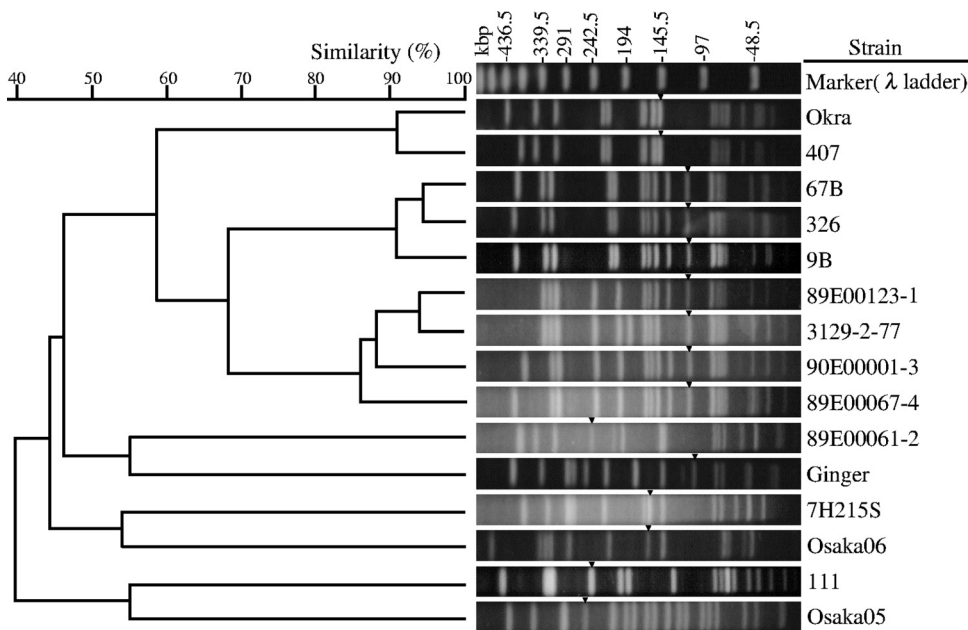 kbp
-436.5
-339.5
-291
-242.5
-194
-145.5
-97
-48.5
Similarity (%)
Strain
40 50 60 70 80 90 100
Marker( λ ladder)
Okra
407
67B
326
9B
89E00123-1
3129-2-77
90E00001-3
89E00067-4
89E00061-2
Ginger
7H215S
Osaka06
111
Osaka05